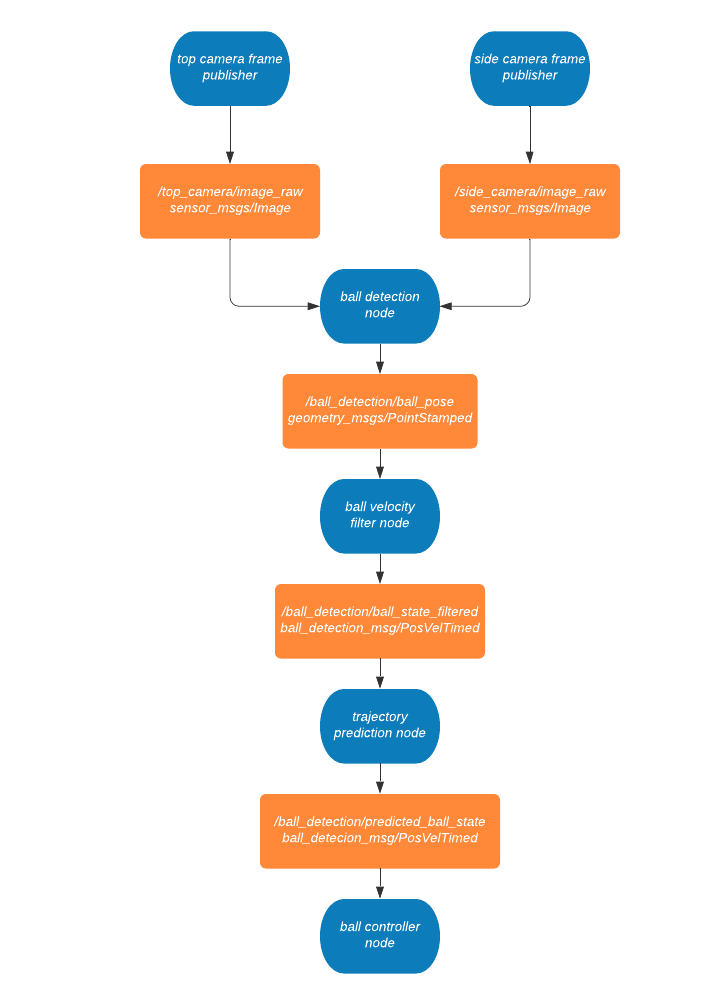 top camera frame
publisher
side camera frame
publisher
/top_camera/image_raw
sensor_msgs/Image
/side_camera/image_raw
sensor_msgs/Image
ball detection
node
/ball_detection/ball_pose
geometry_msgs/PointStamped
ball velocity
filter node
/ball_detection/ball_state_filtered
ball_detection_msg/PosVelTimed
trajectory
prediction node
/ball_detection/predicted_ball_state
ball_detecion_msg/PosVelTimed
ball controller
node